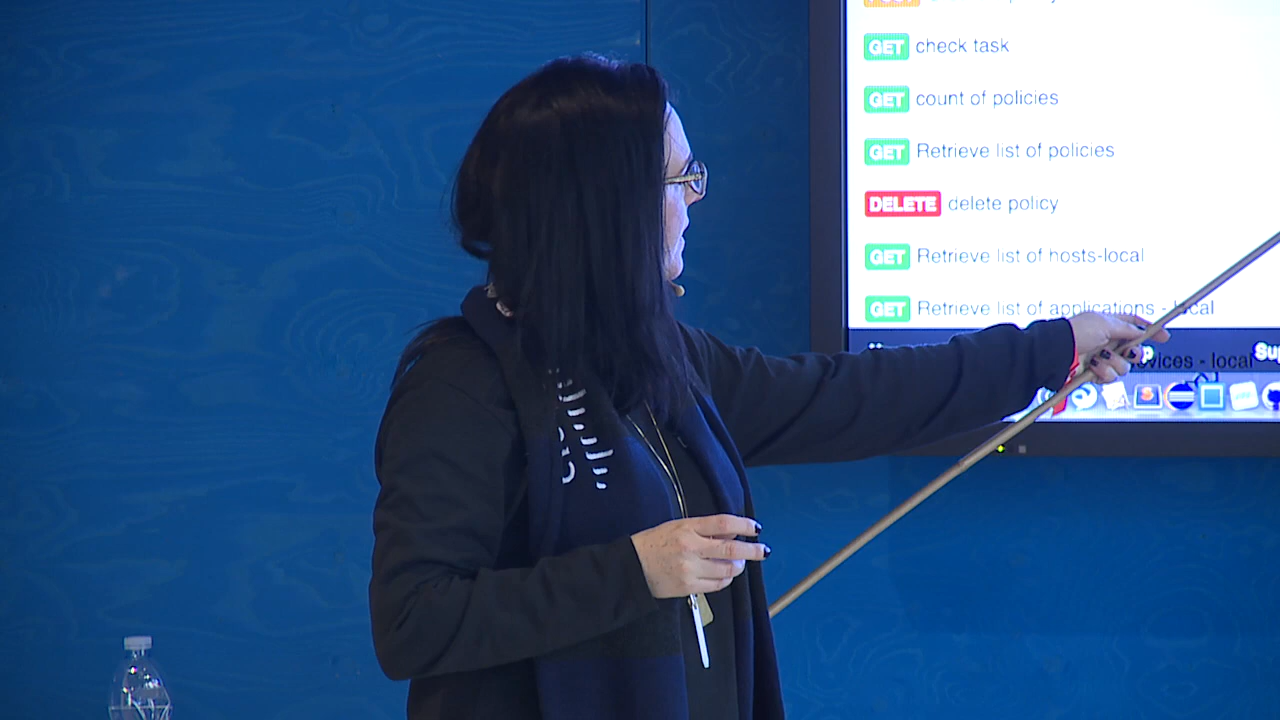 GET check task
GET count of policies
GET Retrieve list of policies
DELETE delete policy
GET Retrieve list of hosts-local
GET Retrieve list of applications -
- local